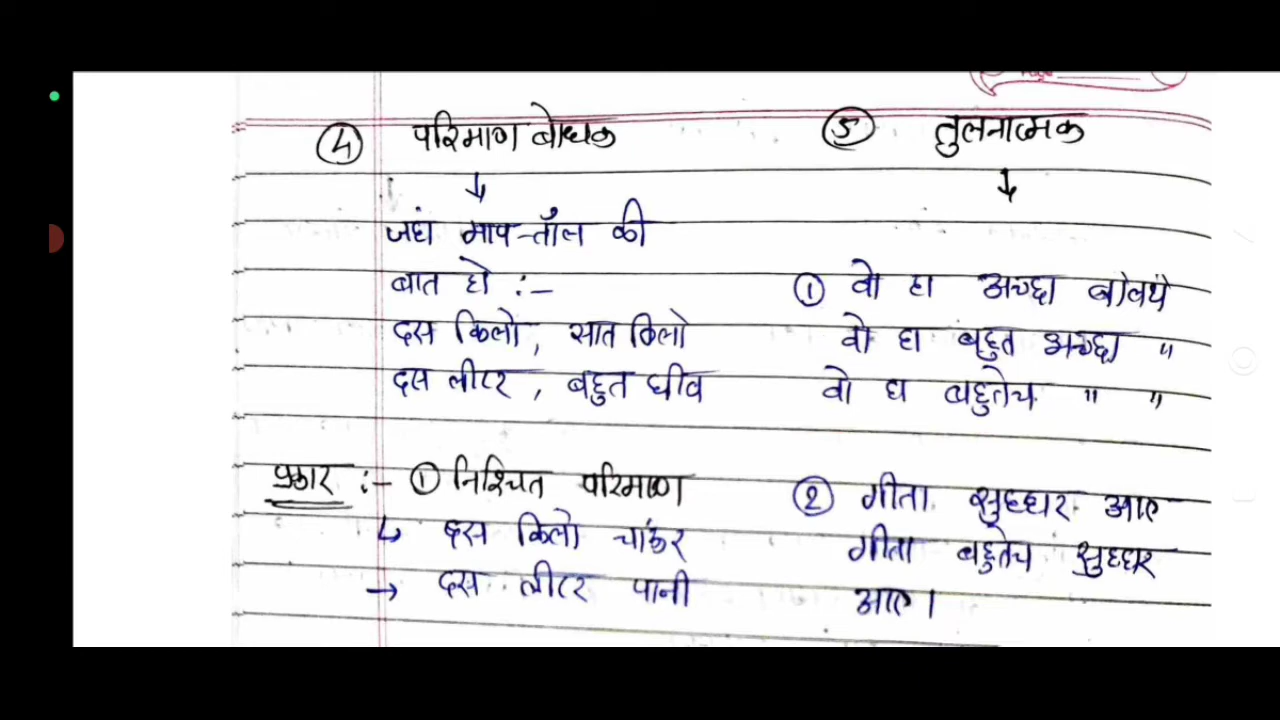 ④ परिमाण बोधक
↓
जहां माप-तौल की
बात हो :-
दस किलो, सात किलो
दस लीटर, बहुत घीव
प्रकार :- ① निश्चित परिमाण
↳ दस किलो चांउर
→ दस लीटर पानी
⑤ तुलनात्मक
↓
① वो हा अच्छा बोलथे
वो हा बहुत अच्छा "
वो ह बहुतेच " "
② गीता सुघ्घर आए
गीता बहुतेच सुघ्घर
आए।